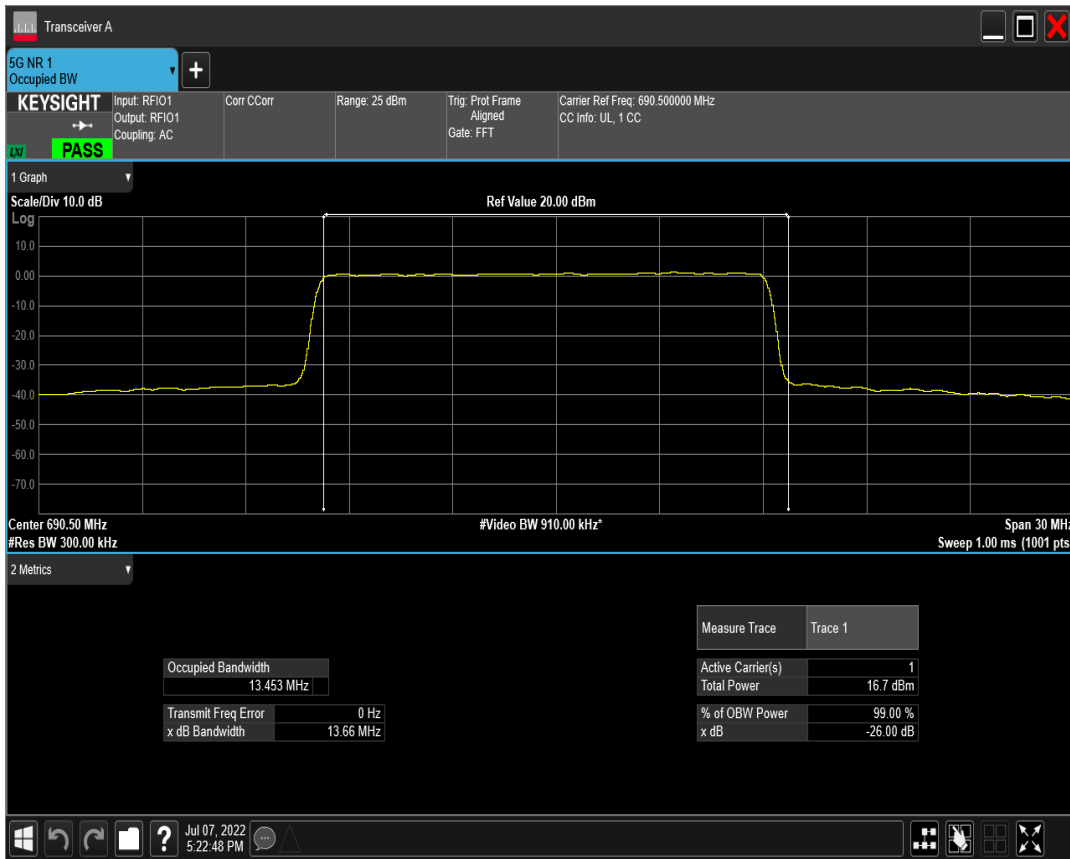 Transceiver A
5G NR 1
Occupied BW
+
KEYSIGHT
LXI
PASS
Input: RFIO1
Output: RFIO1
Coupling: AC
Corr CCorr
Range: 25 dBm
Trig: Prot Frame
Aligned
Gate: FFT
Carrier Ref Freq: 690.500000 MHz
CC Info: UL, 1 CC
1 Graph
Scale/Div 10.0 dB
Ref Value 20.00 dBm
Log
10.0
0.00
-10.0
-20.0
-30.0
-40.0
-50.0
-60.0
-70.0
Center 690.50 MHz
#Video BW 910.00 kHz*
Span 30 MHz
#Res BW 300.00 kHz
Sweep 1.00 ms (1001 pts
2 Metrics
Measure Trace Trace 1
Occupied Bandwidth
13.453 MHz
Active Carrier(s) 1
Total Power 16.7 dBm
Transmit Freq Error 0 Hz
x dB Bandwidth 13.66 MHz
% of OBW Power 99.00 %
x dB -26.00 dB
?
Jul 07, 2022
5:22:48 PM